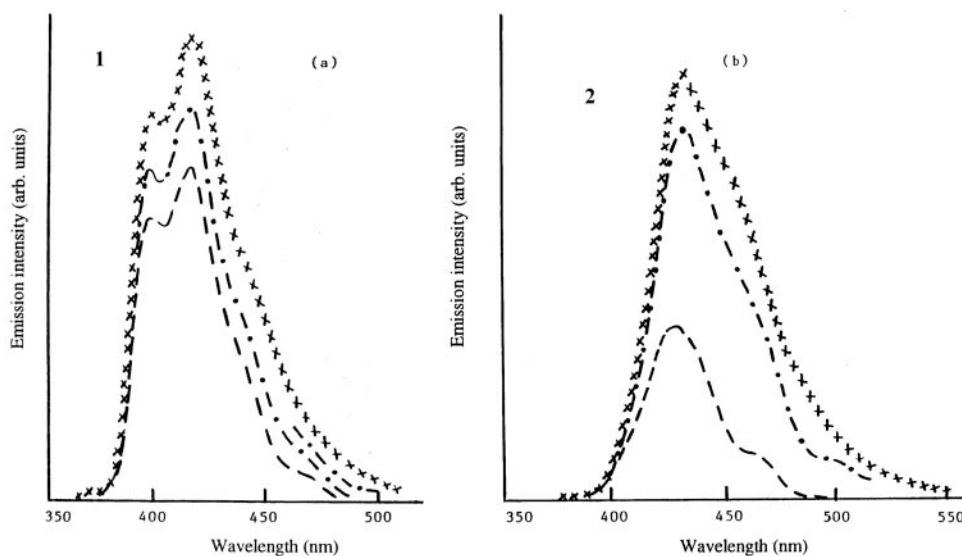 1
(a)
Emission intensity (arb. units)
350 400 450 500
Wavelength (nm)
2
(b)
Emission intensity (arb. units)
350 400 450 500 550
Wavelength (nm)